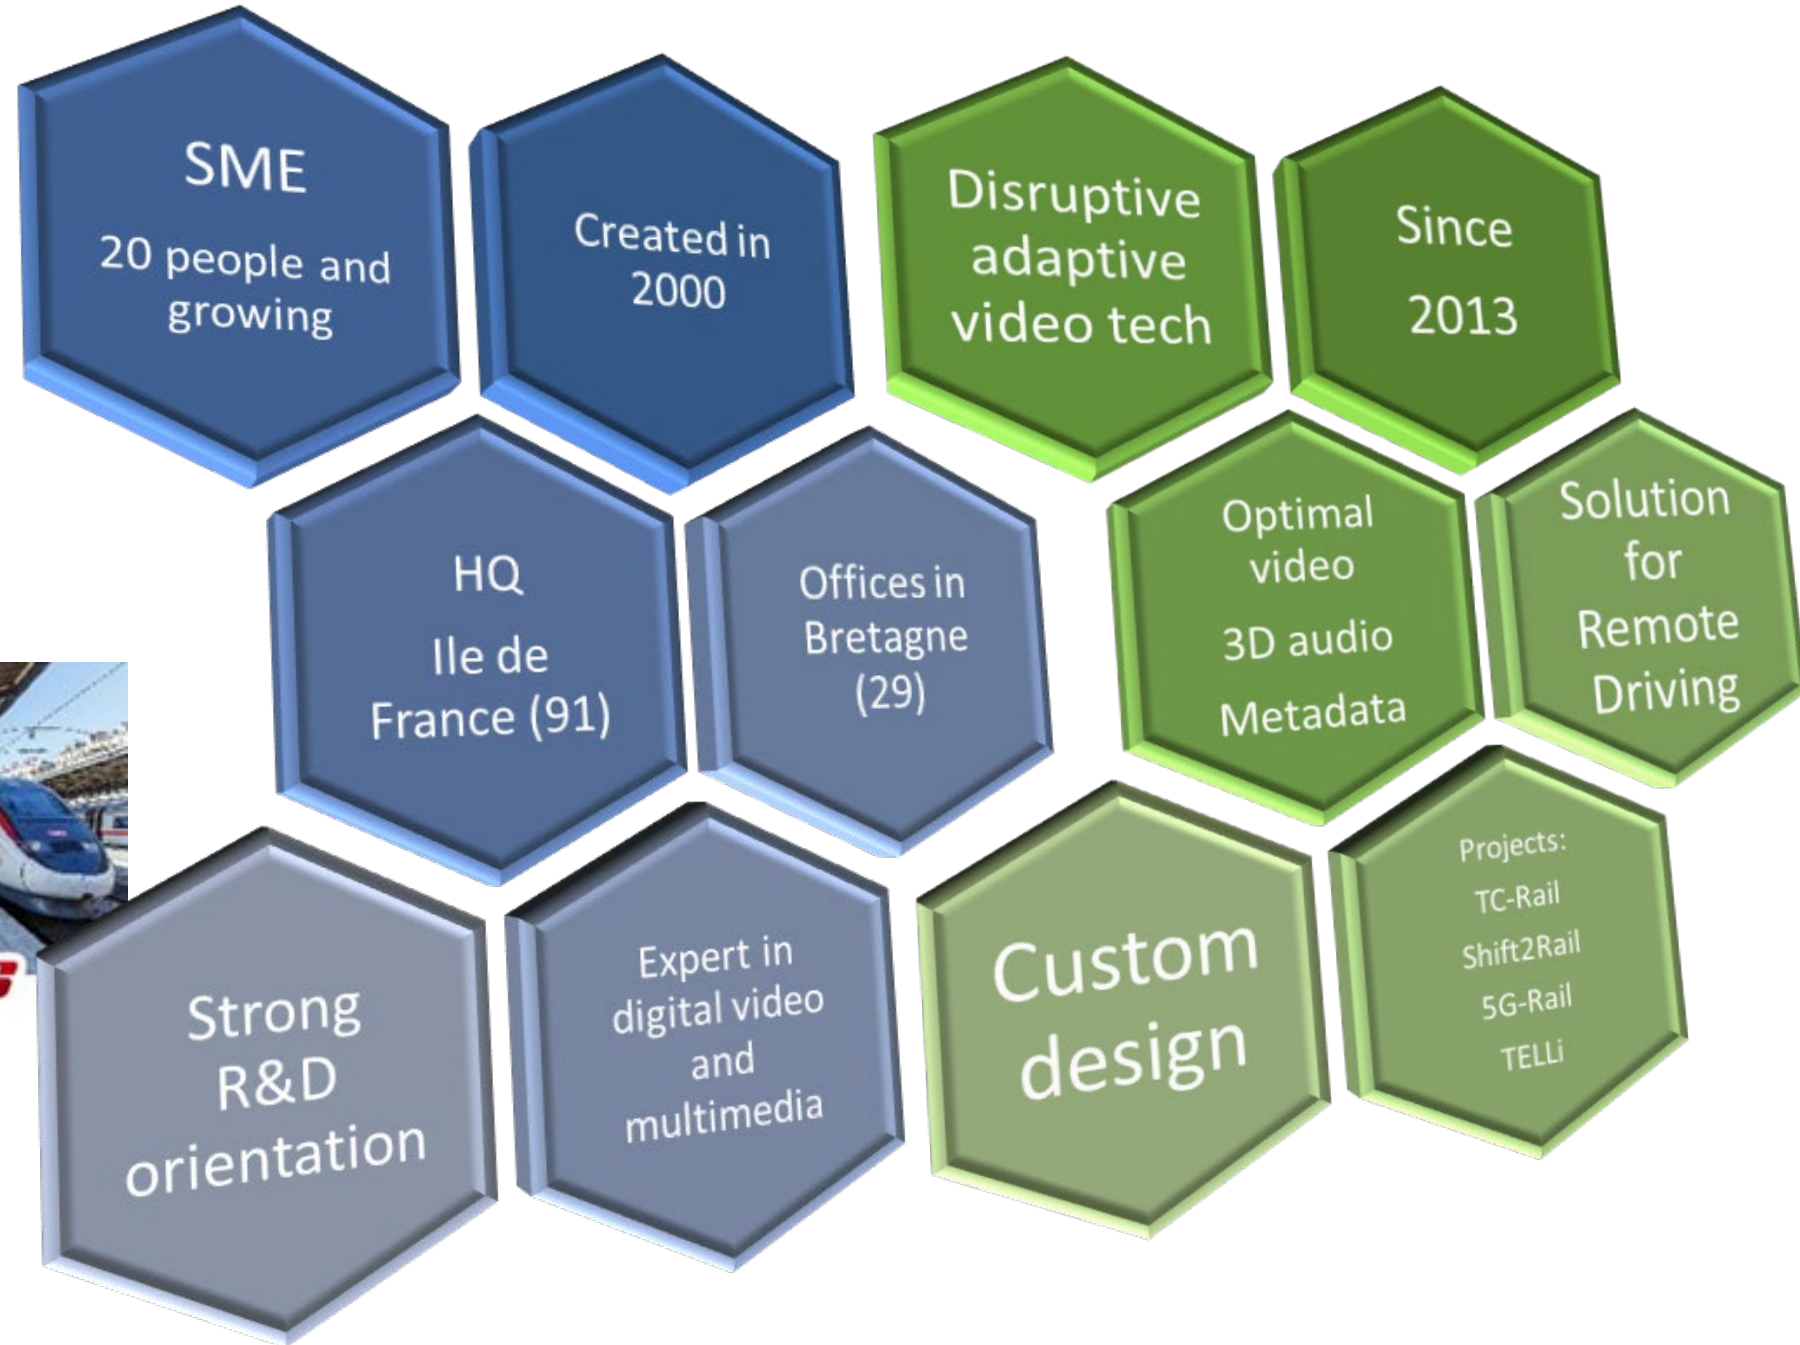 SME
20 people and
growing
Created in
2000
Disruptive
adaptive
video tech
Since
2013
HQ
Ile de
France (91)
Offices in
Bretagne
(29)
Optimal
video
3D audio
Metadata
Solution
for
Remote
Driving
Strong
R&D
orientation
Expert in
digital video
and
multimedia
Custom
design
Projects:
TC-Rail
Shift2Rail
5G-Rail
TELLi